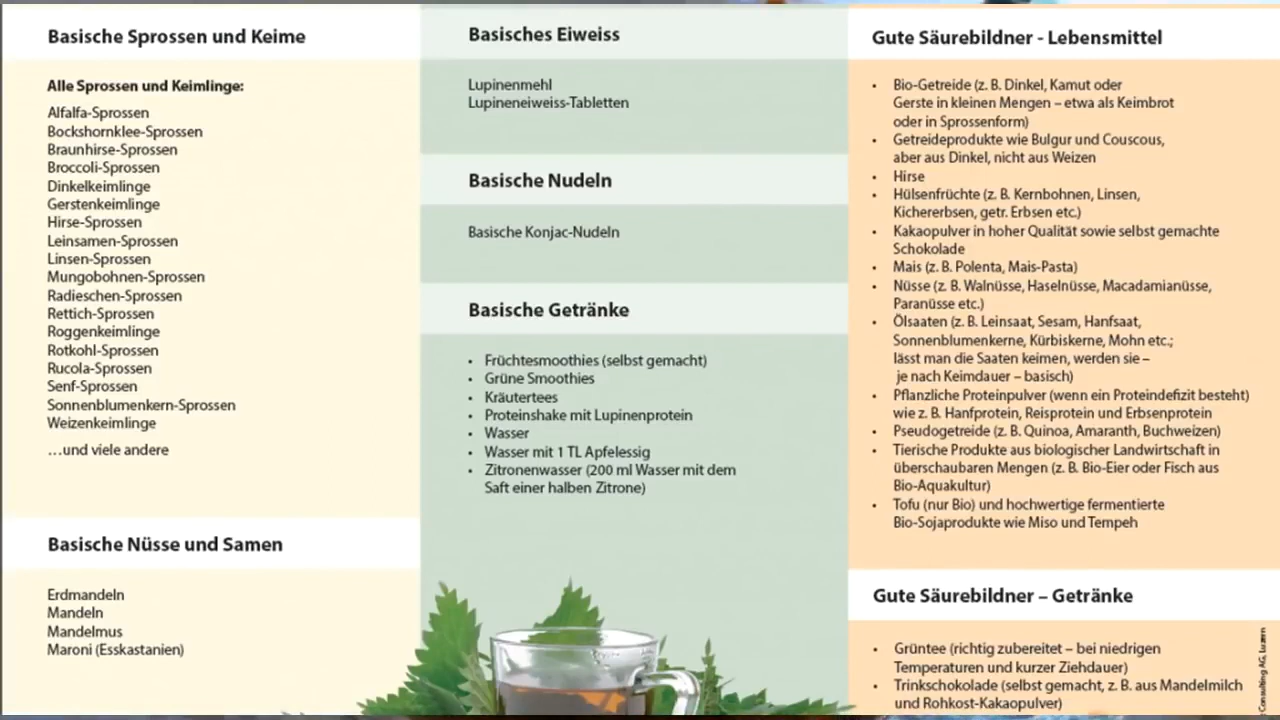 Basische Sprossen und Keime
Alle Sprossen und Keimlinge:
Alfalfa-Sprossen
Bockshornklee-Sprossen
Braunhirse-Sprossen
Broccoli-Sprossen
Dinkelkeimlinge
Gerstenkeimlinge
Hirse-Sprossen
Leinsamen-Sprossen
Linsen-Sprossen
Mungobohnen-Sprossen
Radieschen-Sprossen
Rettich-Sprossen
Roggenkeimlinge
Rotkohl-Sprossen
Rucola-Sprossen
Senf-Sprossen
Sonnenblumenkern-Sprossen
Weizenkeimlinge
…und viele andere
Basische Nüsse und Samen
Erdmandeln
Mandeln
Mandelmus
Maroni (Esskastanien)
Basisches Eiweiss
Lupinenmehl
Lupineneiweiss-Tabletten
Basische Nudeln
Basische Konjac-Nudeln
Basische Getränke
• Früchtesmoothies (selbst gemacht)
• Grüne Smoothies
• Kräutertees
• Proteinshake mit Lupinenprotein
• Wasser
• Wasser mit 1 TL Apfelessig
• Zitronenwasser (200 ml Wasser mit dem
Saft einer halben Zitrone)
Gute Säurebildner - Lebensmittel
• Bio-Getreide (z. B. Dinkel, Kamut oder
Gerste in kleinen Mengen – etwa als Keimbrot
oder in Sprossenform)
• Getreideprodukte wie Bulgur und Couscous,
aber aus Dinkel, nicht aus Weizen
• Hirse
• Hülsenfrüchte (z. B. Kernbohnen, Linsen,
Kichererbsen, getr. Erbsen etc.)
• Kakaopulver in hoher Qualität sowie selbst gemachte
Schokolade
• Mais (z. B. Polenta, Mais-Pasta)
• Nüsse (z. B. Walnüsse, Haselnüsse, Macadamianüsse,
Paranüsse etc.)
• Ölsaaten (z. B. Leinsaat, Sesam, Hanfsaat,
Sonnenblumenkerne, Kürbiskerne, Mohn etc.;
lässt man die Saaten keimen, werden sie –
je nach Keimdauer – basisch)
• Pflanzliche Proteinpulver (wenn ein Proteindefizit besteht)
wie z. B. Hanfprotein, Reisprotein und Erbsenprotein
• Pseudogetreide (z. B. Quinoa, Amaranth, Buchweizen)
• Tierische Produkte aus biologischer Landwirtschaft in
überschaubaren Mengen (z. B. Bio-Eier oder Fisch aus
Bio-Aquakultur)
• Tofu (nur Bio) und hochwertige fermentierte
Bio-Sojaprodukte wie Miso und Tempeh
Gute Säurebildner – Getränke
• Grüntee (richtig zubereitet – bei niedrigen
Temperaturen und kurzer Ziehdauer)
• Trinkschokolade (selbst gemacht, z. B. aus Mandelmilch
und Rohkost-Kakaopulver)
Consulting AG, Luzern